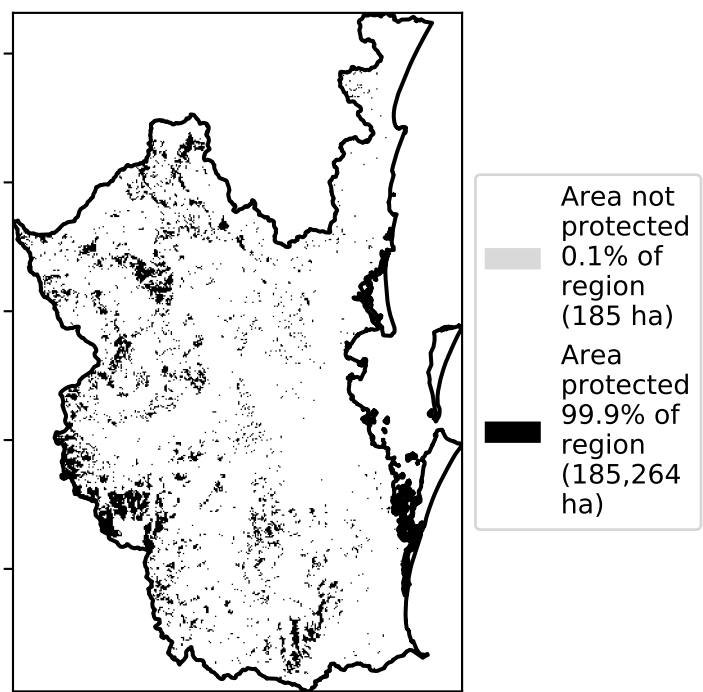 Area not
protected
0.1% of
region
(185 ha)
Area
protected
99.9% of
region
(185,264
ha)